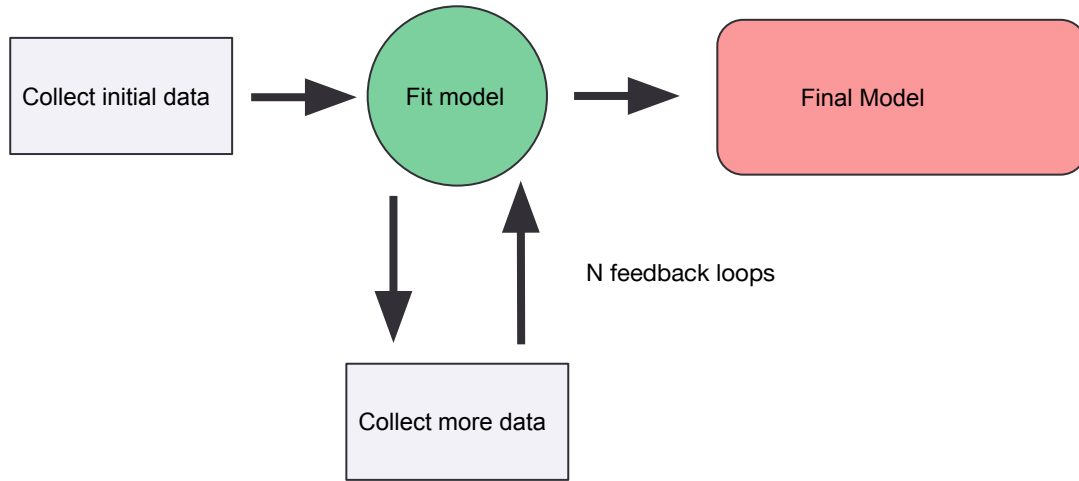 Collect initial data
Fit model
Final Model
N feedback loops
Collect more data